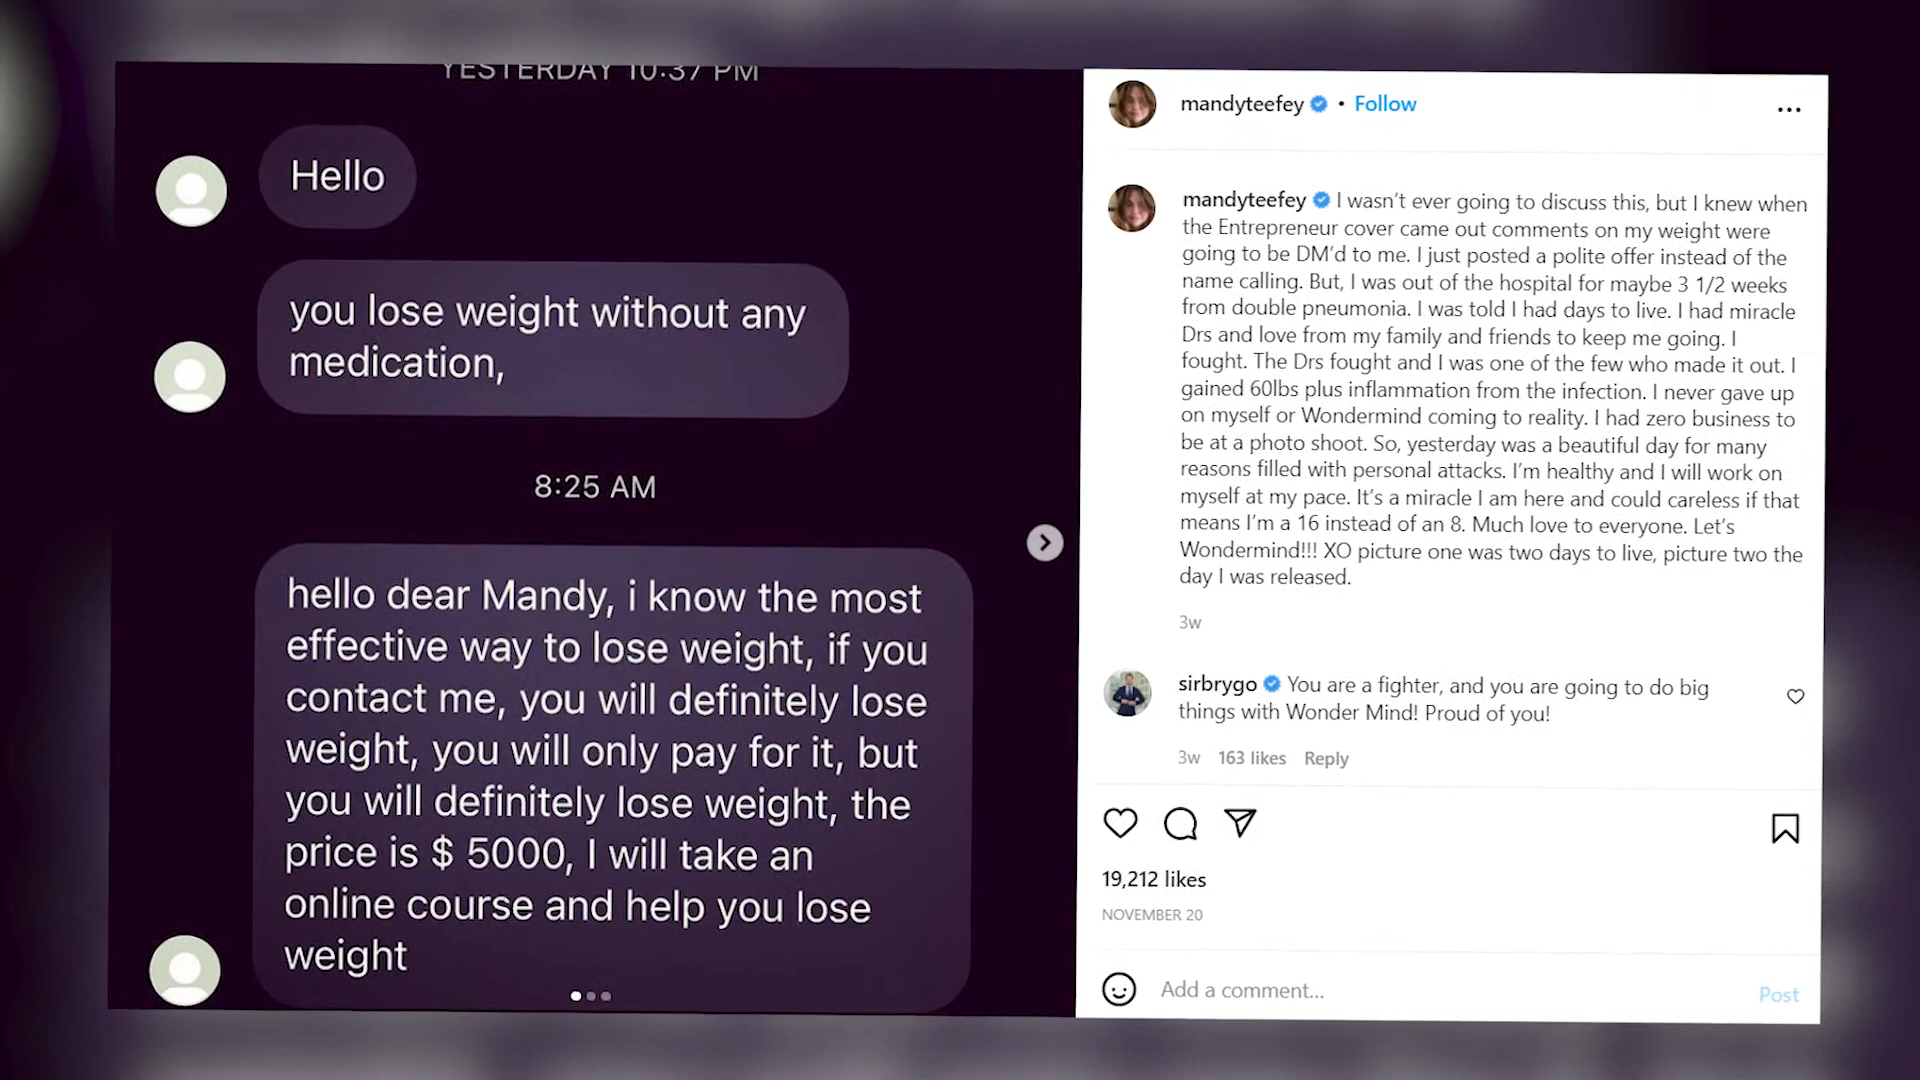 YESTERDAY 10:37 PM
Hello
you lose weight without any
medication,
8:25 AM
hello dear Mandy, i know the most
effective way to lose weight, if you
contact me, you will definitely lose
weight, you will only pay for it, but
you will definitely lose weight, the
price is $ 5000, I will take an
online course and help you lose
weight
mandyteefey • Follow
mandyteefey I wasn't ever going to discuss this, but I knew when
the Entrepreneur cover came out comments on my weight were
going to be DM'd to me. I just posted a polite offer instead of the
name calling. But, I was out of the hospital for maybe 3 1/2 weeks
from double pneumonia. I was told I had days to live. I had miracle
Drs and love from my family and friends to keep me going. I
fought. The Drs fought and I was one of the few who made it out. I
gained 60lbs plus inflammation from the infection. I never gave up
on myself or Wondermind coming to reality. I had zero business to
be at a photo shoot. So, yesterday was a beautiful day for many
reasons filled with personal attacks. I'm healthy and I will work on
myself at my pace. It's a miracle I am here and could careless if that
means I'm a 16 instead of an 8. Much love to everyone. Let's
Wondermind!!! XO picture one was two days to live, picture two the
day I was released.
3w
sirbrygo You are a fighter, and you are going to do big
things with Wonder Mind! Proud of you!
3w 163 likes Reply
19,212 likes
NOVEMBER 20
Add a comment...
Post